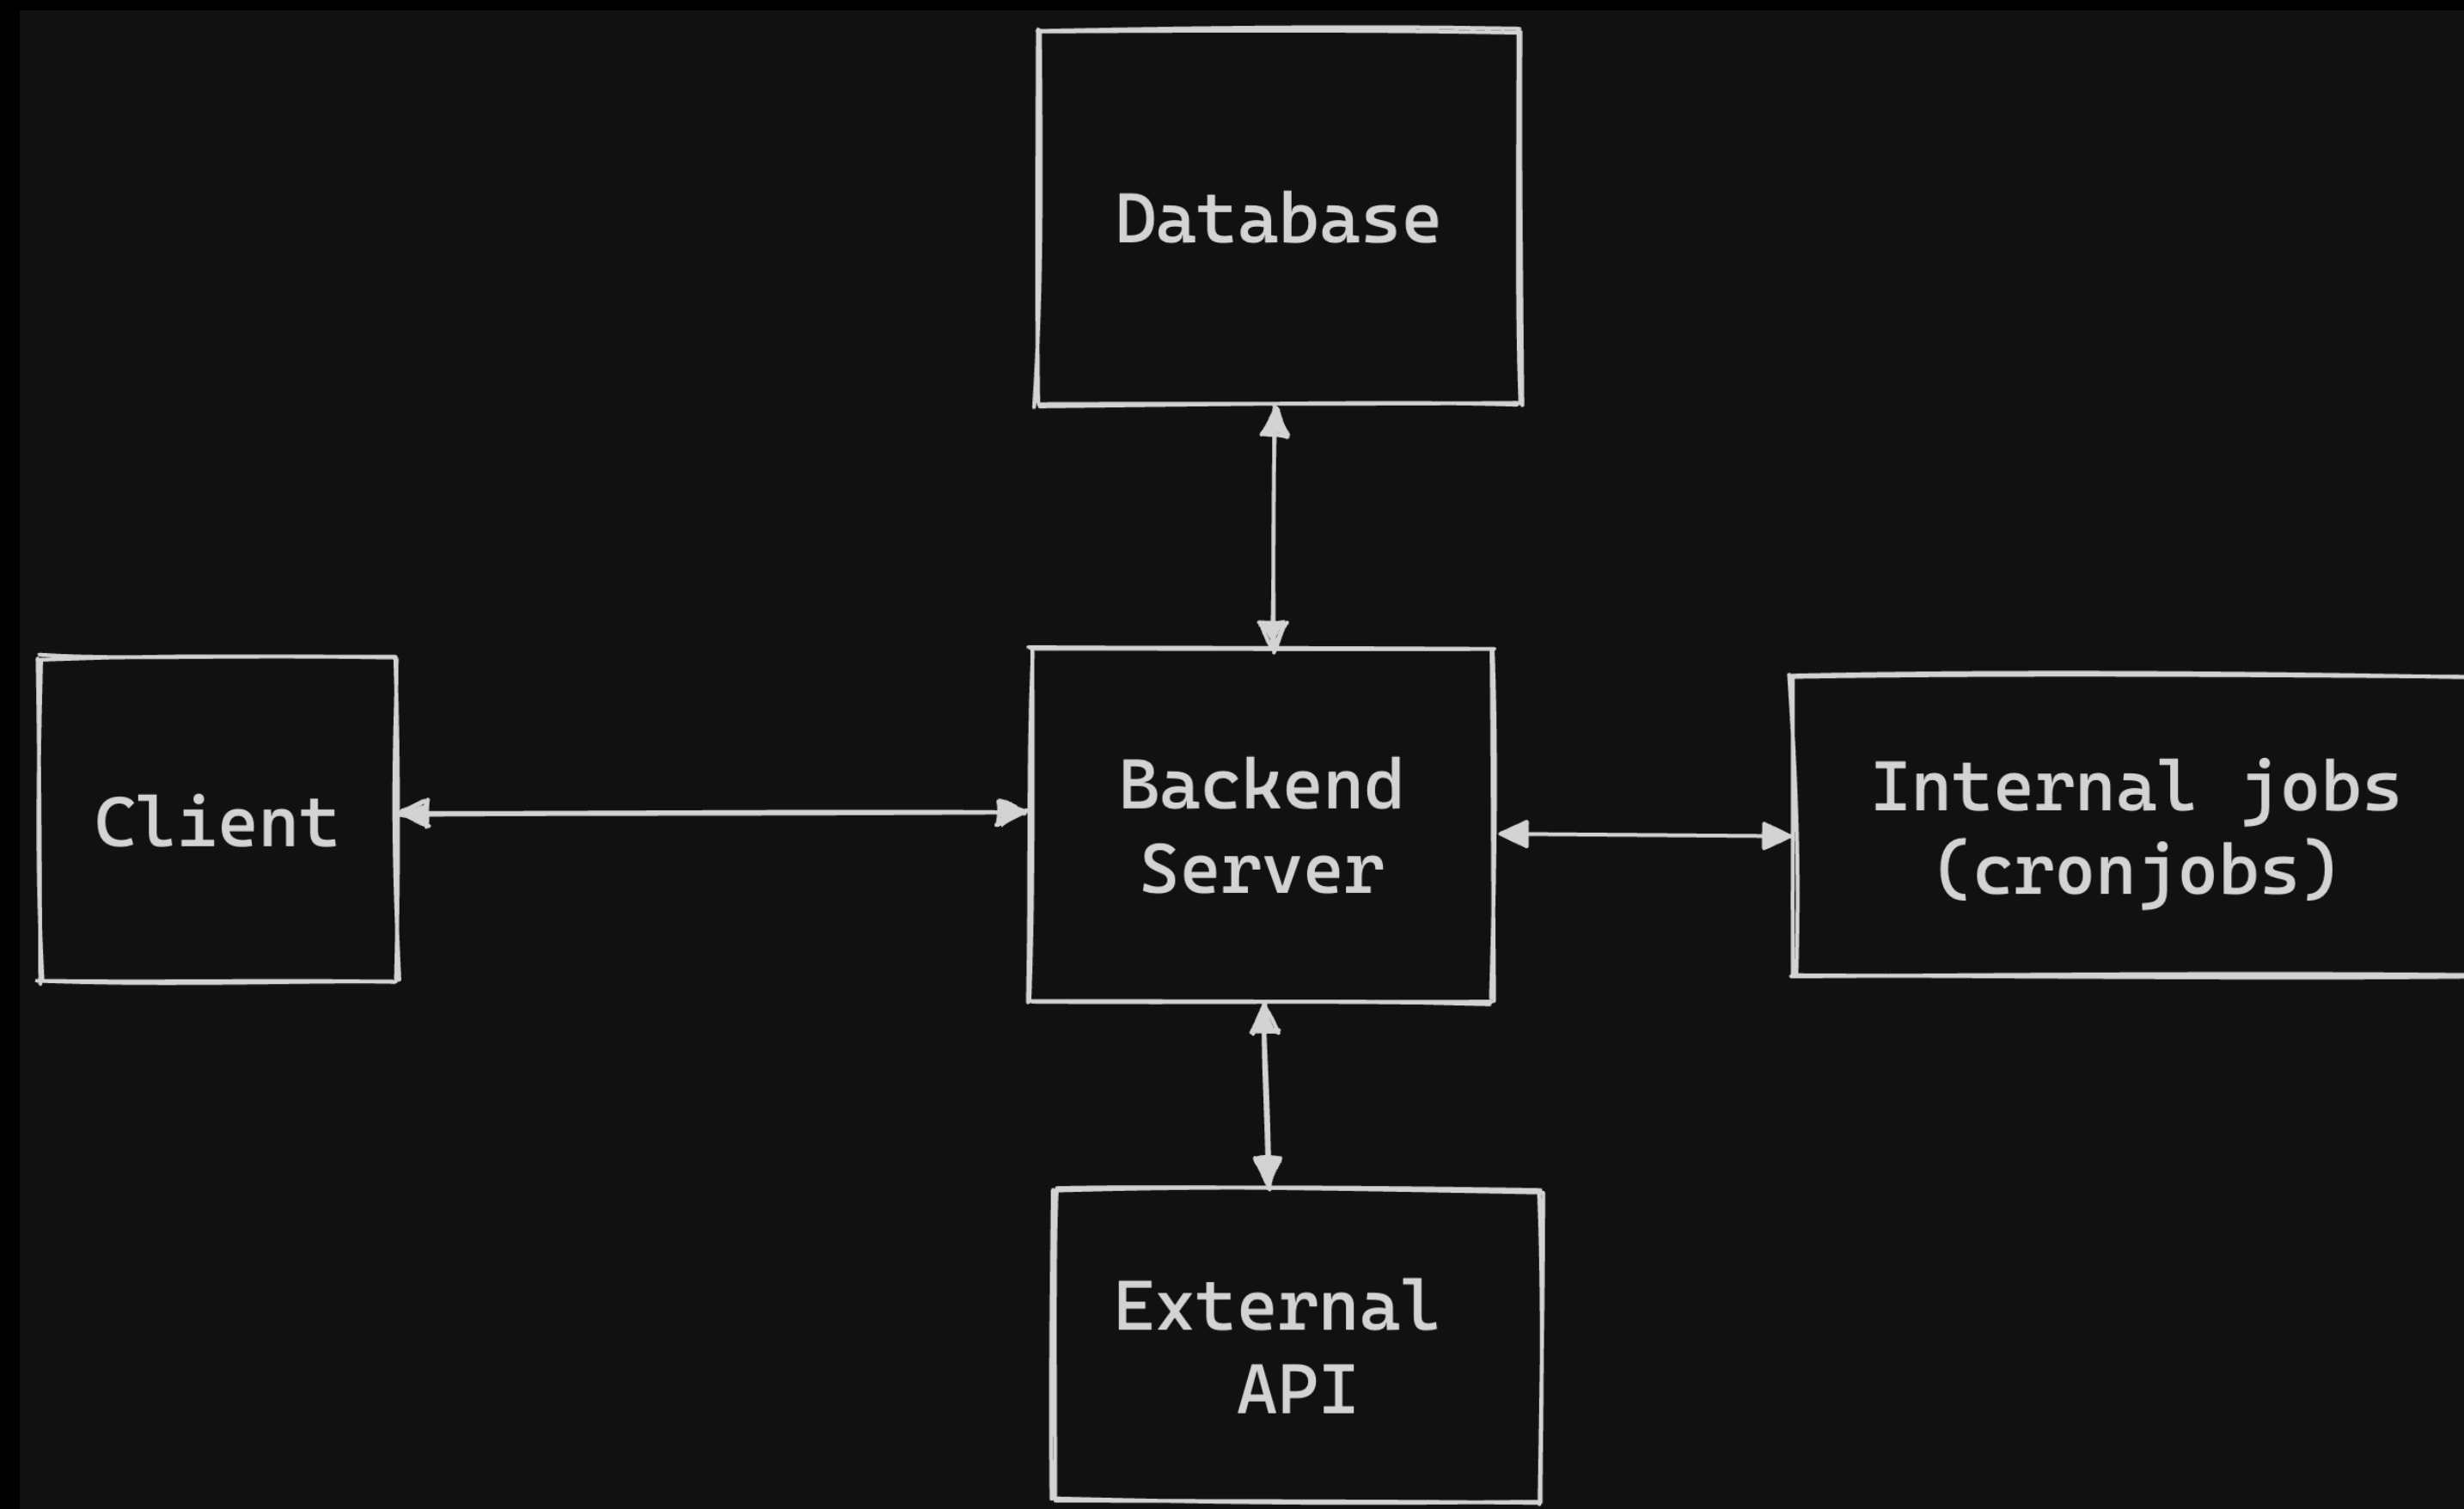 Database
Client
Backend
Server
Internal jobs
(cronjobs)
External
API